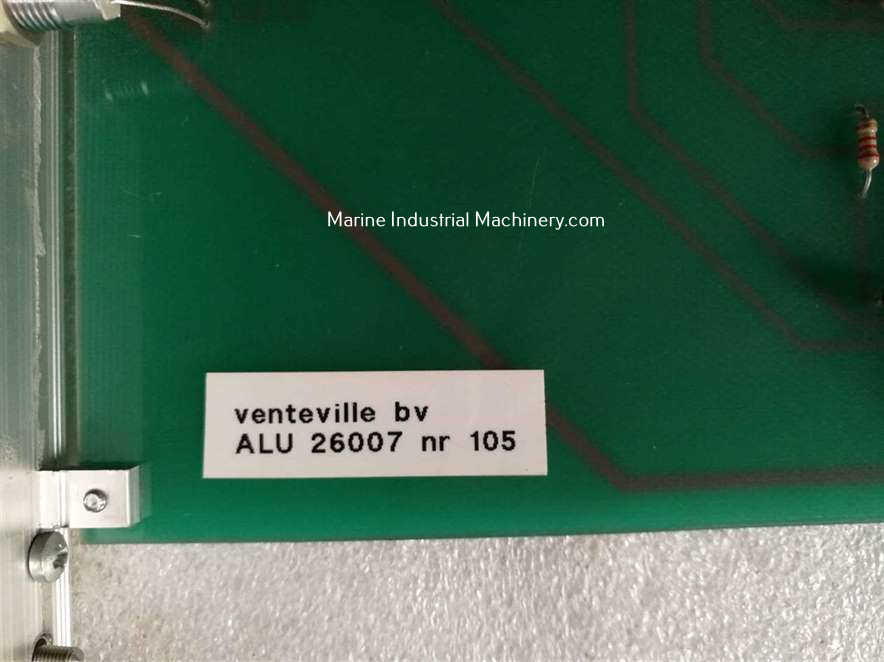 Marine Industrial Machinery.com
venteville bv
ALU 26007 nr 105